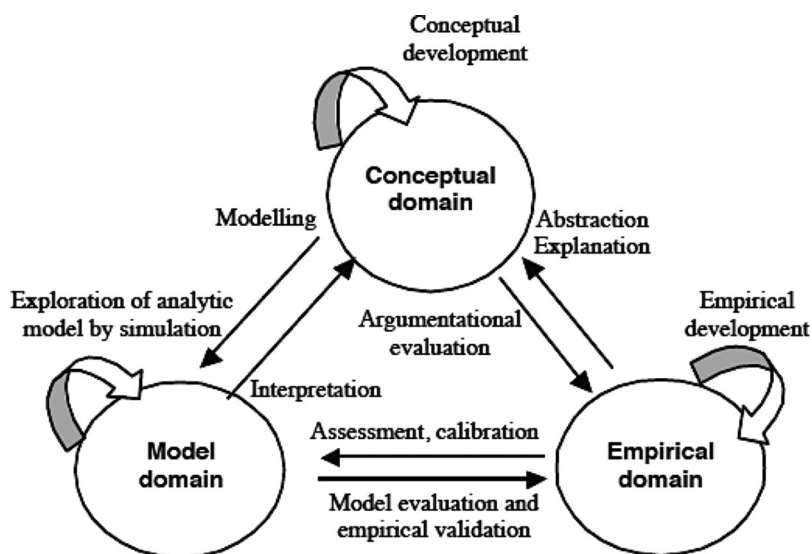 Conceptual
development
Conceptual
domain
Modelling
Abstraction
Explanation
Exploration of analytic
model by simulation
Argumentational
evaluation
Empirical
development
Interpretation
Model
domain
Assessment, calibration
Model evaluation and
empirical validation
Empirical
domain